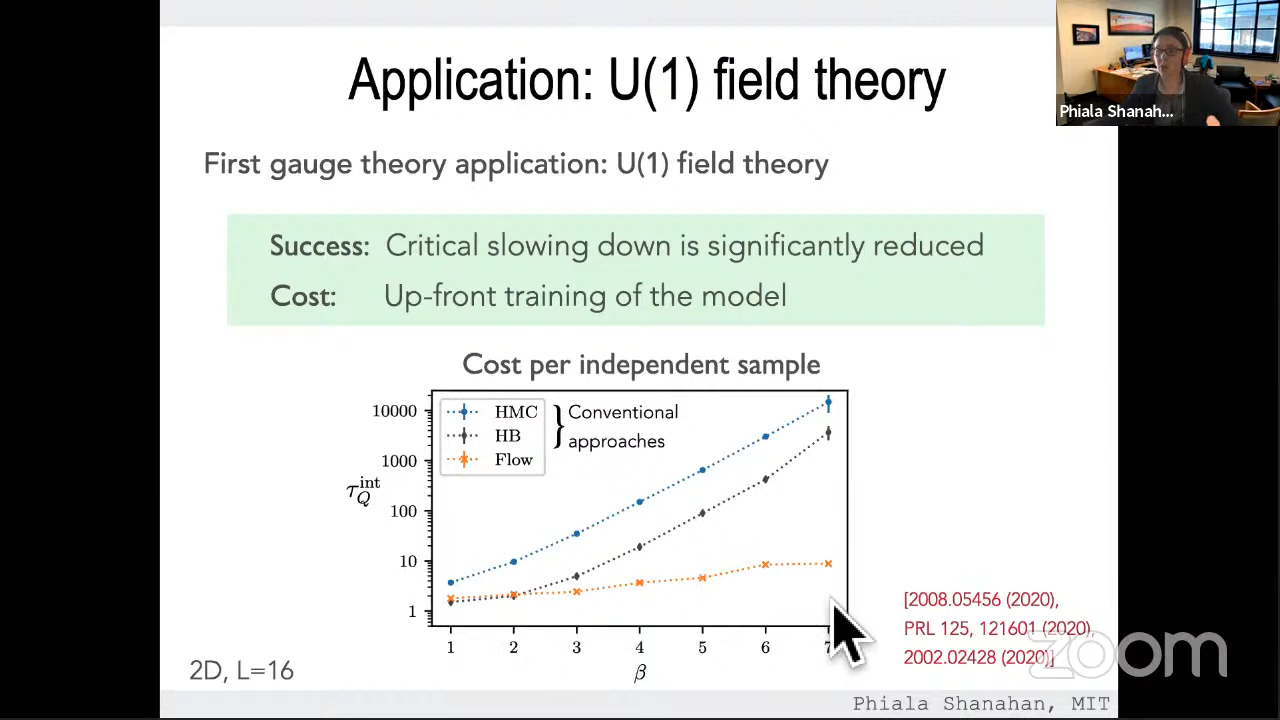 Application: U(1) field theory
Phiala Shanah...
First gauge theory application: U(1) field theory
Success: Critical slowing down is significantly reduced
Cost: Up-front training of the model
Cost per independent sample
HMC
HB
Flow
Conventional
approaches
10000
1000
100
10
1
τ_Q^int
1 2 3 4 5 6 7
β
2D, L=16
[2008.05456 (2020),
PRL 125, 121601 (2020),
2002.02428 (2020)]
zoom
Phiala Shanahan, MIT